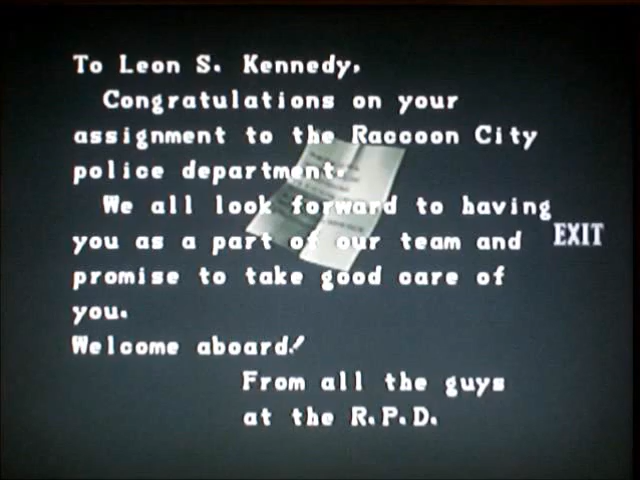 To Leon S. Kennedy,
Congratulations on your
assignment to the Raccoon City
police department.
We all look forward to having
you as a part of our team and
EXIT
promise to take good care of
you.
Welcome aboard!
From all the guys
at the R.P.D.